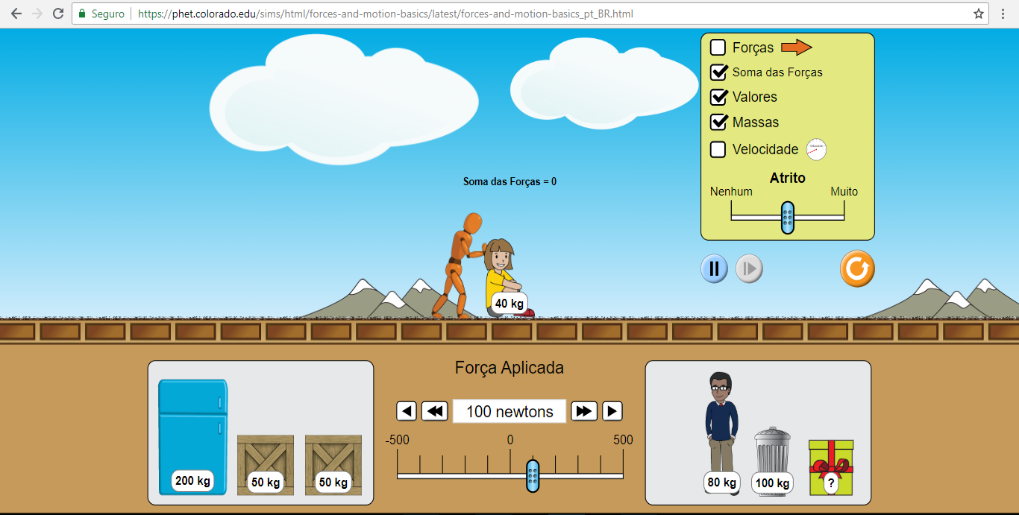 Seguro
https://phet.colorado.edu/sims/html/forces-and-motion-basics/latest/forces-and-motion-basics_pt_BR.html
Forças
Soma das Forças
Valores
Massas
Velocidade
Atrito
Nenhum Muito
Soma das Forças = 0
40 kg
Força Aplicada
100 newtons
-500 0 500
200 kg
50 kg
50 kg
80 kg
100 kg
?